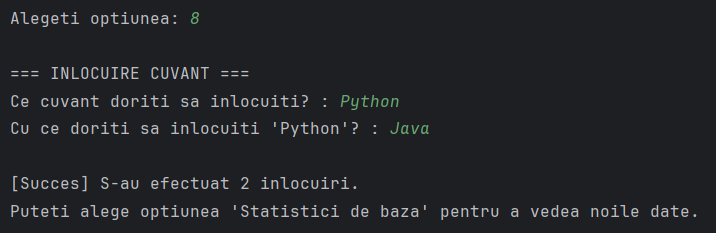 Alegeti optiunea: 8
=== INLOCUIRE CUVANT ===
Ce cuvant doriti sa inlocuiti? : Python
Cu ce doriti sa inlocuiti 'Python'? : Java
[Succes] S-au efectuat 2 inlocuiri.
Puteti alege optiunea 'Statistici de baza' pentru a vedea noile date.